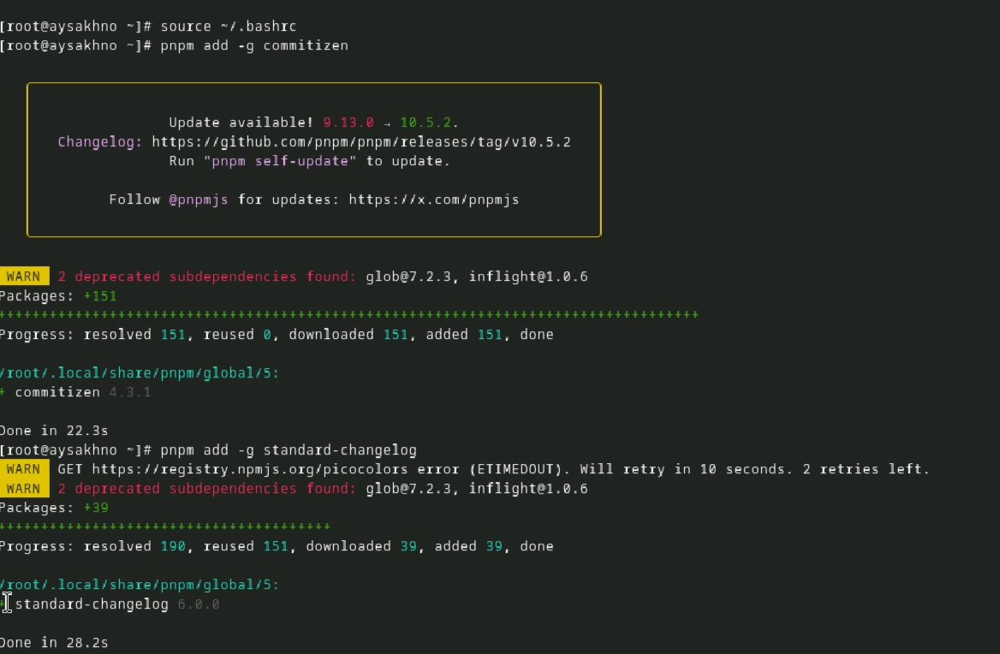 [root@aysakhno ~]# source ~/.bashrc
[root@aysakhno ~]# pnpm add -g commitizen
Update available! 9.13.0 → 10.5.2.
Changelog: https://github.com/pnpm/pnpm/releases/tag/v10.5.2
Run "pnpm self-update" to update.
Follow @pnpmjs for updates: https://x.com/pnpmjs
WARN 2 deprecated subdependencies found: glob@7.2.3, inflight@1.0.6
Packages: +151
++++++++++++++++++++++++++++++++++++++++++++++++++++++++++++++++++++++++++++++++++
Progress: resolved 151, reused 0, downloaded 151, added 151, done
/root/.local/share/pnpm/global/5:
+ commitizen 4.3.1
Done in 22.3s
[root@aysakhno ~]# pnpm add -g standard-changelog
WARN GET https://registry.npmjs.org/picocolors error (ETIMEDOUT). Will retry in 10 seconds. 2 retries left.
WARN 2 deprecated subdependencies found: glob@7.2.3, inflight@1.0.6
Packages: +39
+++++++++++++++++++++++++++++++++++++++
Progress: resolved 190, reused 151, downloaded 39, added 39, done
/root/.local/share/pnpm/global/5:
+ standard-changelog 6.0.0
Done in 28.2s